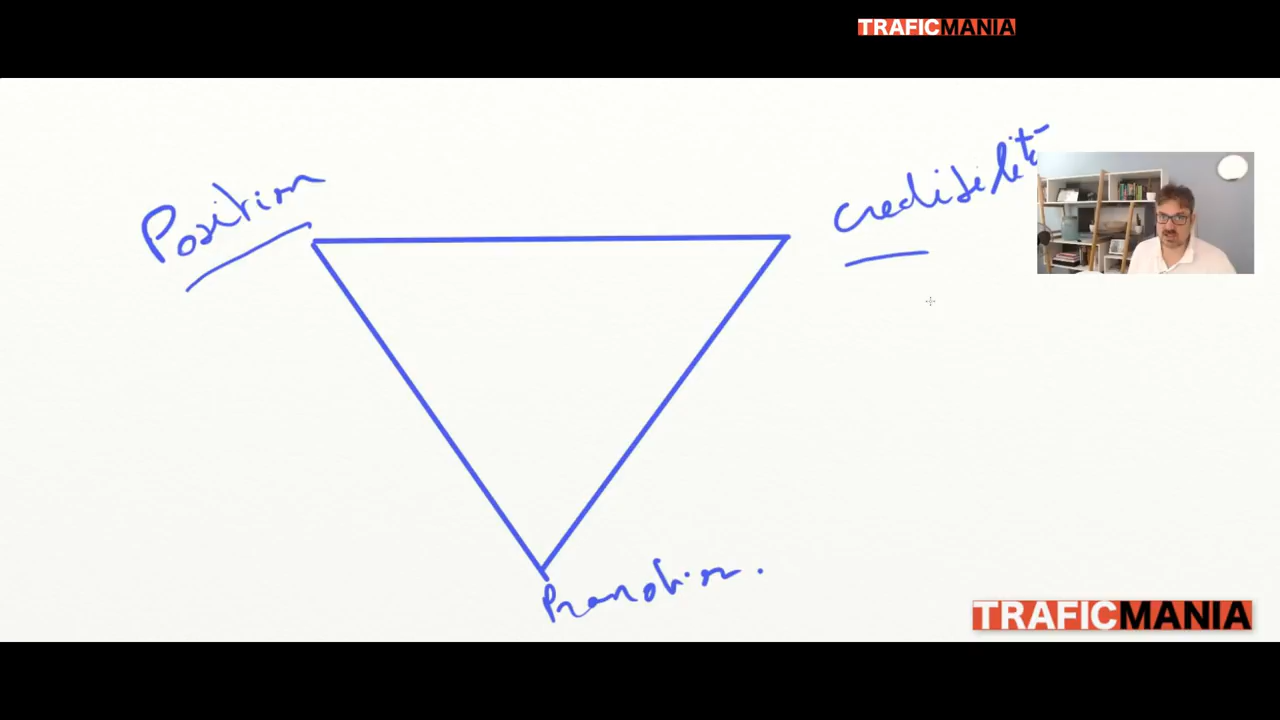 TRAFICMANIA
Position
credibilité
Promotion.
TRAFICMANIA